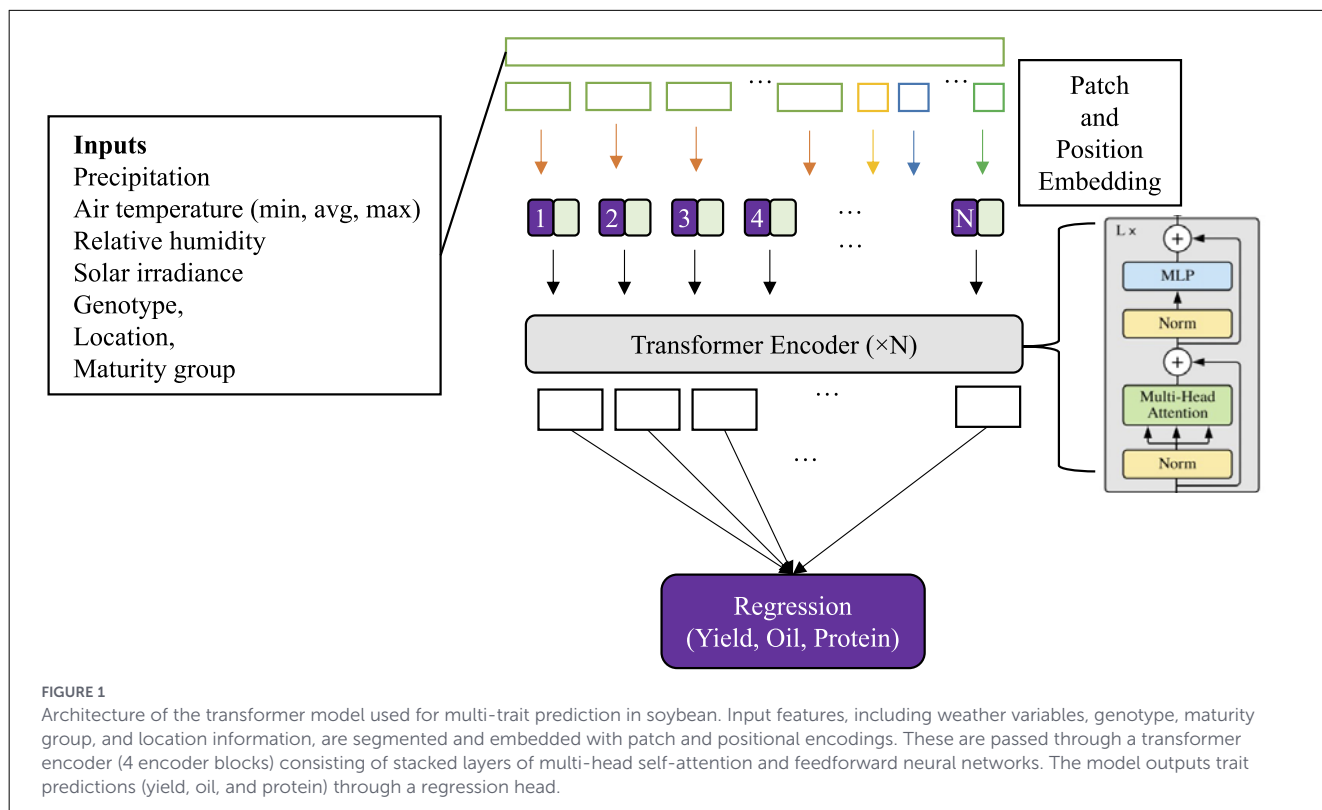 Inputs
Precipitation
Air temperature (min, avg, max)
Relative humidity
Solar irradiance
Genotype,
Location,
Maturity group
... ...
Patch
and
Position
Embedding
1 2 3 4 ... N
...
Transformer Encoder (×N)
...
...
L ×
+
MLP
Norm
+
Multi-Head
Attention
Norm
Regression
(Yield, Oil, Protein)
FIGURE 1
Architecture of the transformer model used for multi-trait prediction in soybean. Input features, including weather variables, genotype, maturity
group, and location information, are segmented and embedded with patch and positional encodings. These are passed through a transformer
encoder (4 encoder blocks) consisting of stacked layers of multi-head self-attention and feedforward neural networks. The model outputs trait
predictions (yield, oil, and protein) through a regression head.